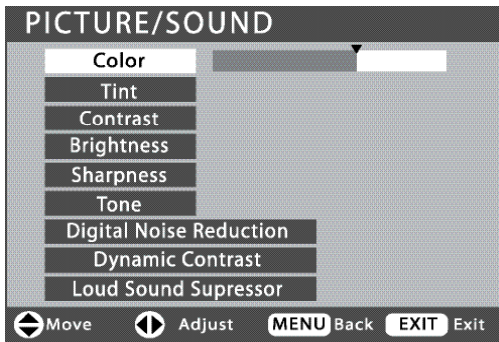 PICTURE/SOUND
Color
Tint
Contrast
Brightness
Sharpness
Tone
Digital Noise Reduction
Dynamic Contrast
Loud Sound Supressor
Move Adjust MENU Back EXIT Exit